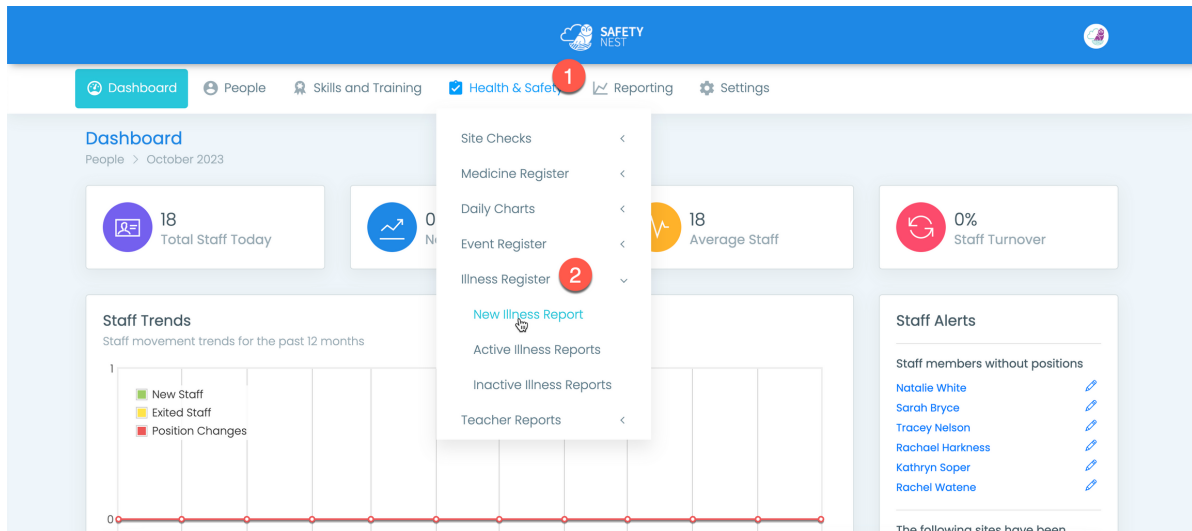 SAFETY
NEST
Dashboard
People
Skills and Training
Health & Safety
1
Reporting
Settings
Dashboard
People > October 2023
18
Total Staff Today
0
18
Average Staff
0%
Staff Turnover
Site Checks
Medicine Register
Daily Charts
Event Register
Illness Register
2
New Illness Report
Active Illness Reports
Inactive Illness Reports
Teacher Reports
Staff Trends
Staff movement trends for the past 12 months
1
New Staff
Exited Staff
Position Changes
0
Staff Alerts
Staff members without positions
Natalie White
Sarah Bryce
Tracey Nelson
Rachael Harkness
Kathryn Soper
Rachel Watene
The following sites have been